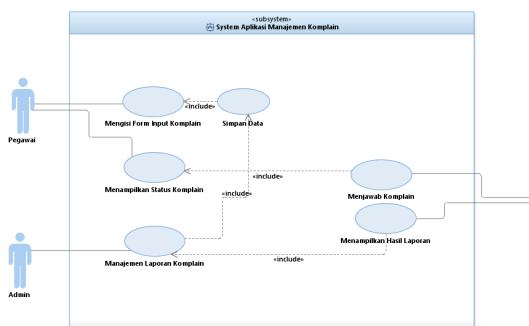 «subsystem»
System Aplikasi Manajemen Komplain
Pegawai
Mengisi Form Input Komplain
«include»
Simpan Data
Menampilkan Status Komplain
«include»
«include»
Menjawab Komplain
Menampilkan Hasil Laporan
Admin
Manajemen Laporan Komplain
«include»